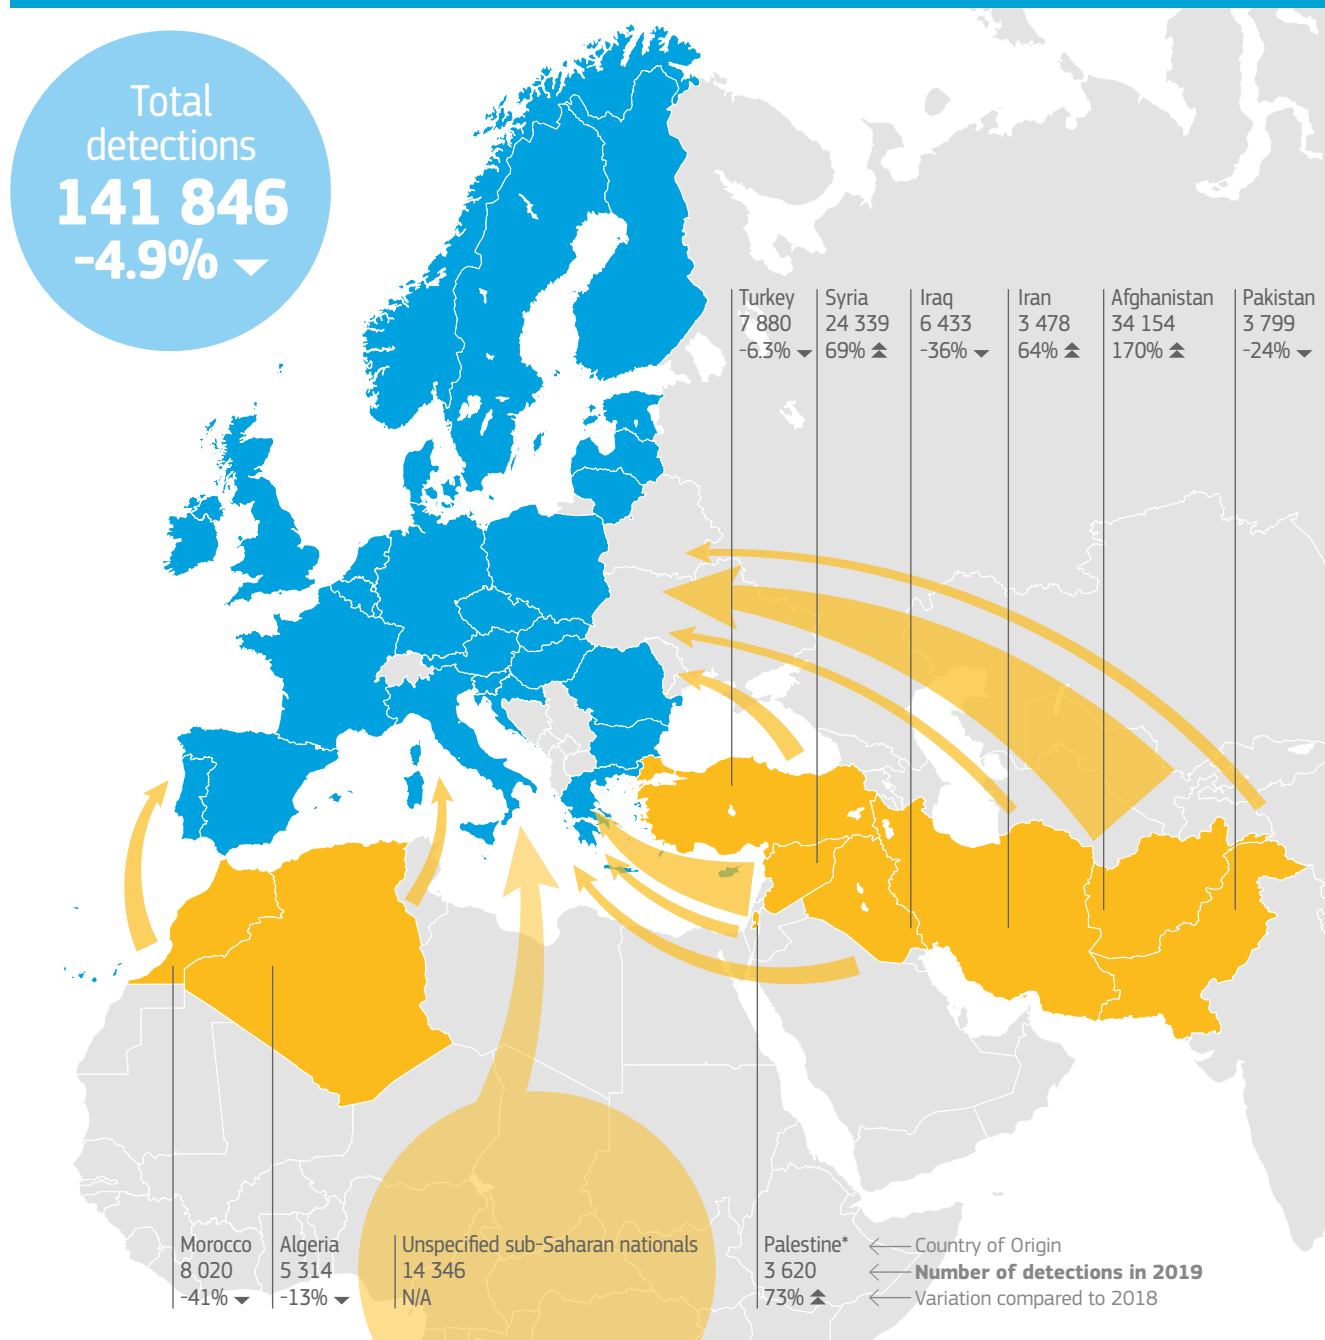 Total
detections
141 846
-4.9%
Turkey
7 880
-6.3%
Syria
24 339
69%
Iraq
6 433
-36%
Iran
3 478
64%
Afghanistan
34 154
170%
Pakistan
3 799
-24%
Morocco
8 020
-41%
Algeria
5 314
-13%
Unspecified sub-Saharan nationals
14 346
N/A
Palestine*
3 620
73%
Country of Origin
Number of detections in 2019
Variation compared to 2018